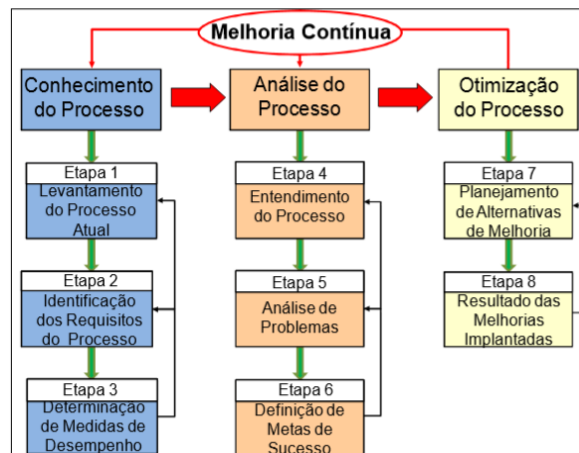 Melhoria Contínua
Conhecimento
do Processo
Análise do
Processo
Otimização
do Processo
Etapa 1
Levantamento
do Processo
Atual
Etapa 2
Identificação
dos Requisitos
do Processo
Etapa 3
Determinação
de Medidas de
Desempenho
Etapa 4
Entendimento
do Processo
Etapa 5
Análise de
Problemas
Etapa 6
Definição de
Metas de
Sucesso
Etapa 7
Planejamento
de Alternativas
de Melhoria
Etapa 8
Resultado das
Melhorias
Implantadas